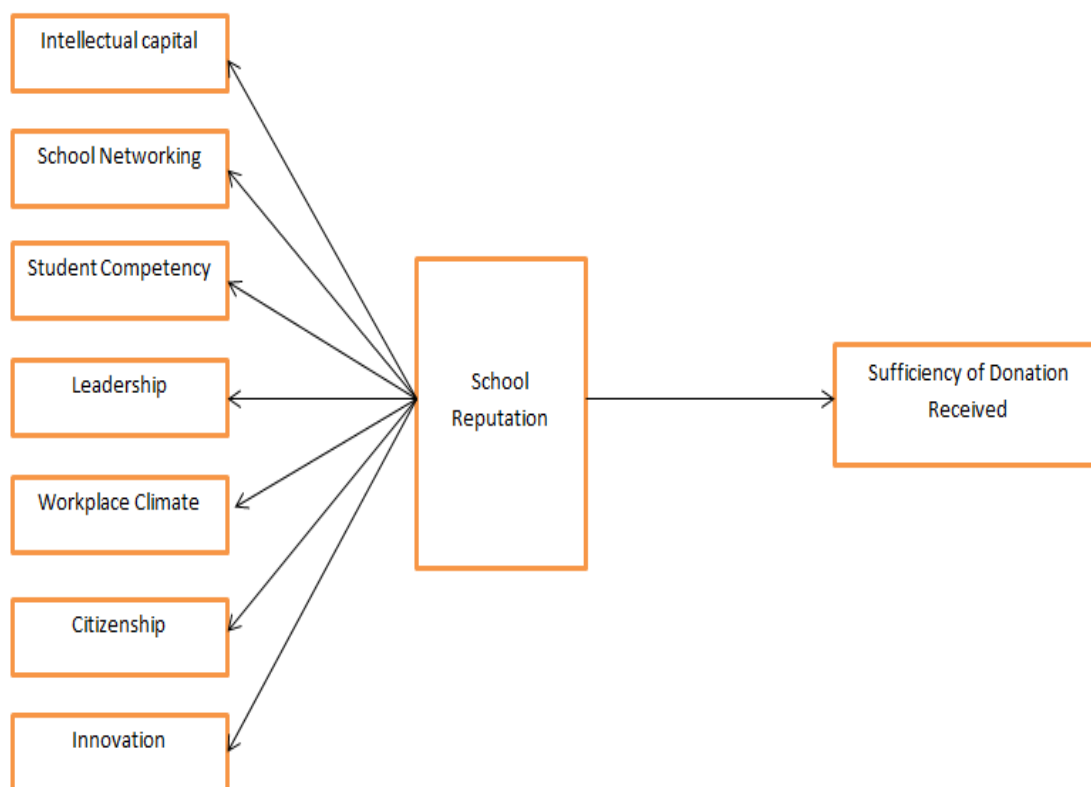 Intellectual capital
School Networking
Student Competency
Leadership
Workplace Climate
Citizenship
Innovation
School
Reputation
Sufficiency of Donation
Received